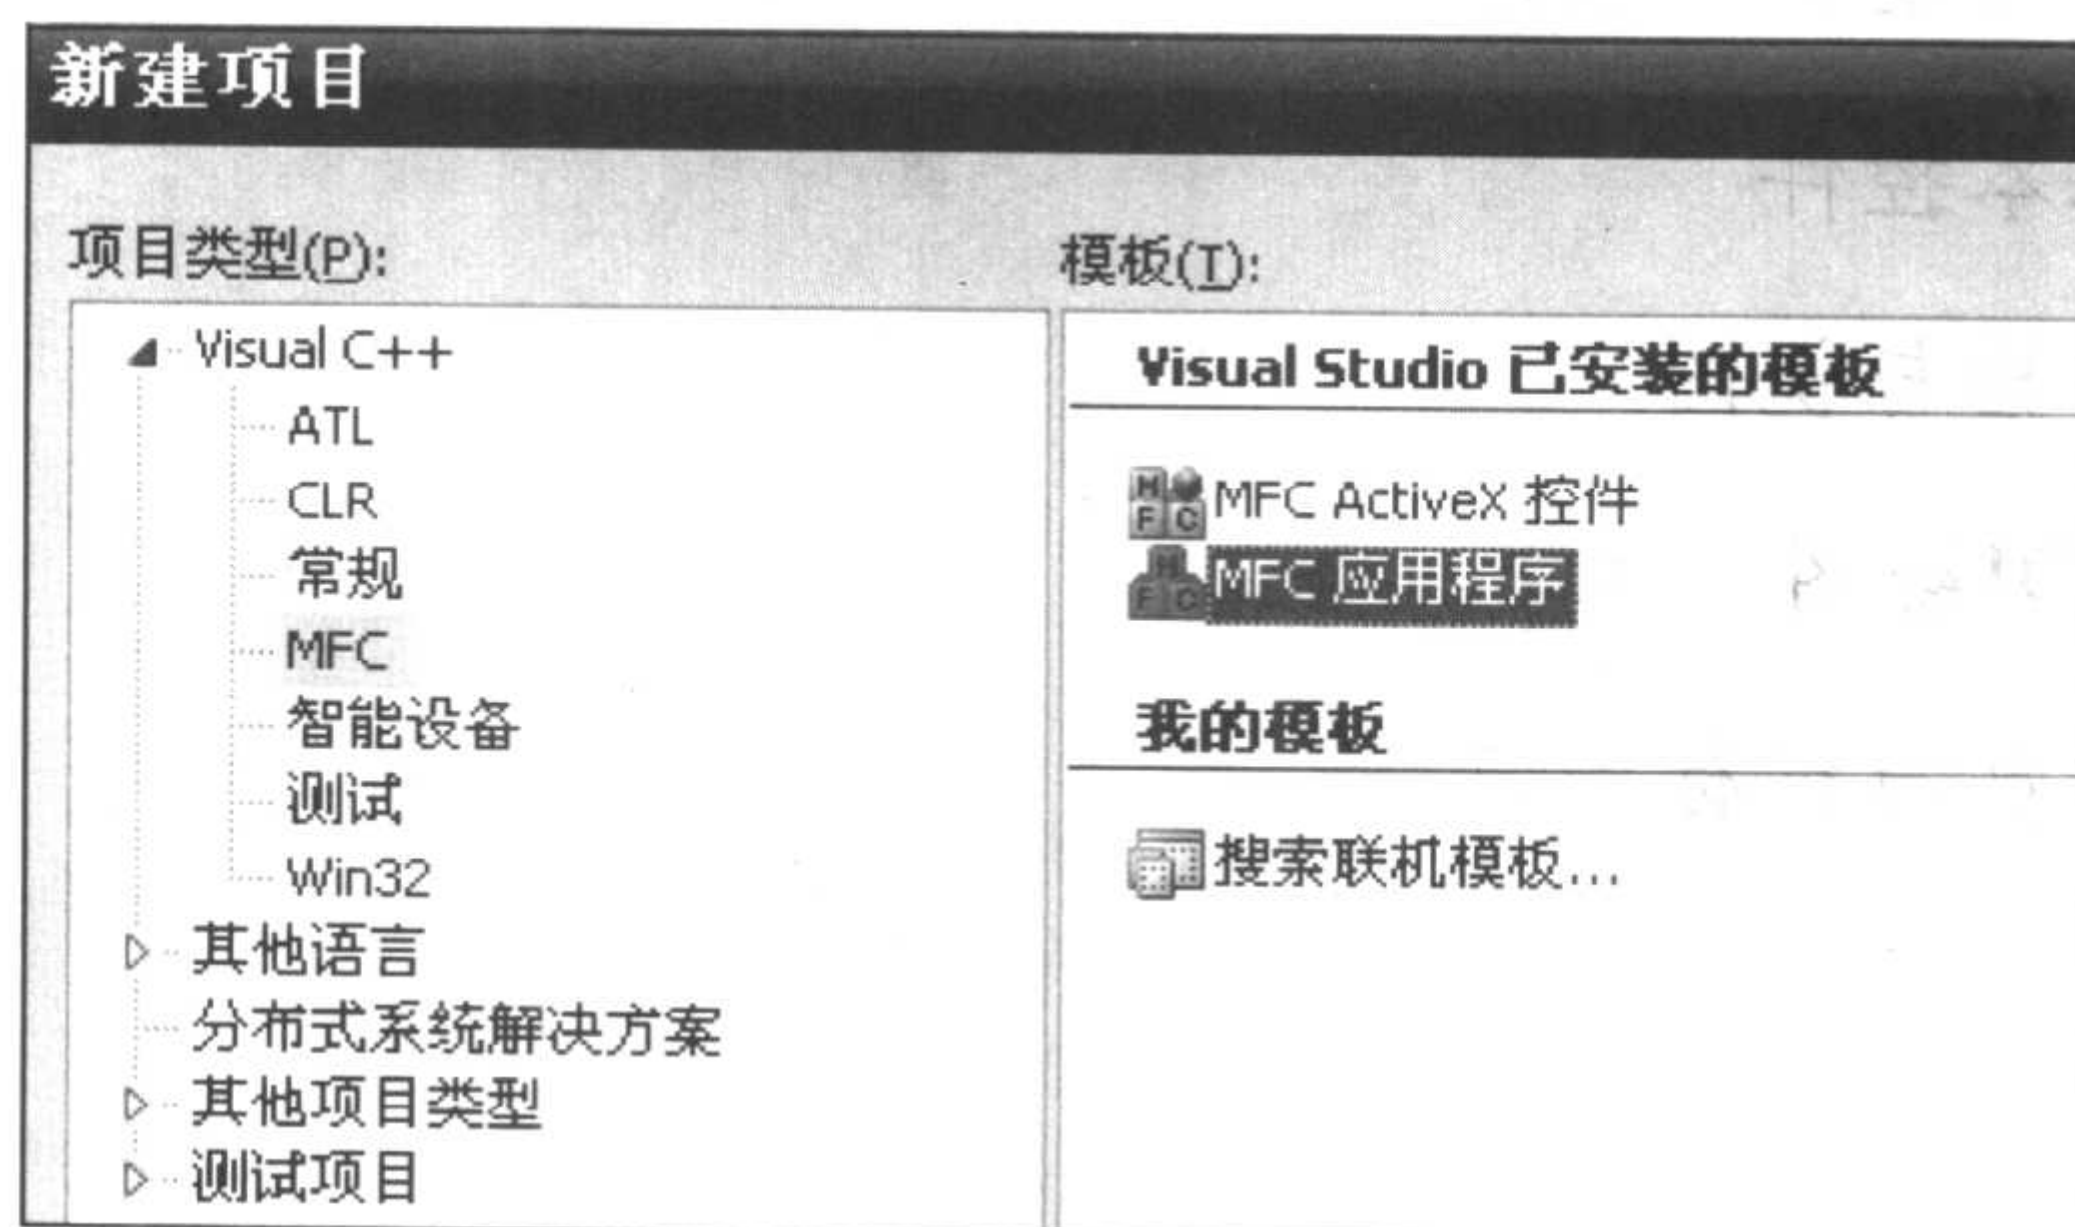 新建项目
项目类型(P):
Visual C++
ATL
CLR
常规
MFC
智能设备
测试
Win32
其他语言
分布式系统解决方案
其他项目类型
测试项目
模板(T):
Visual Studio 已安装的模板
MFC ActiveX 控件
MFC 应用程序
我的模板
搜索联机模板...